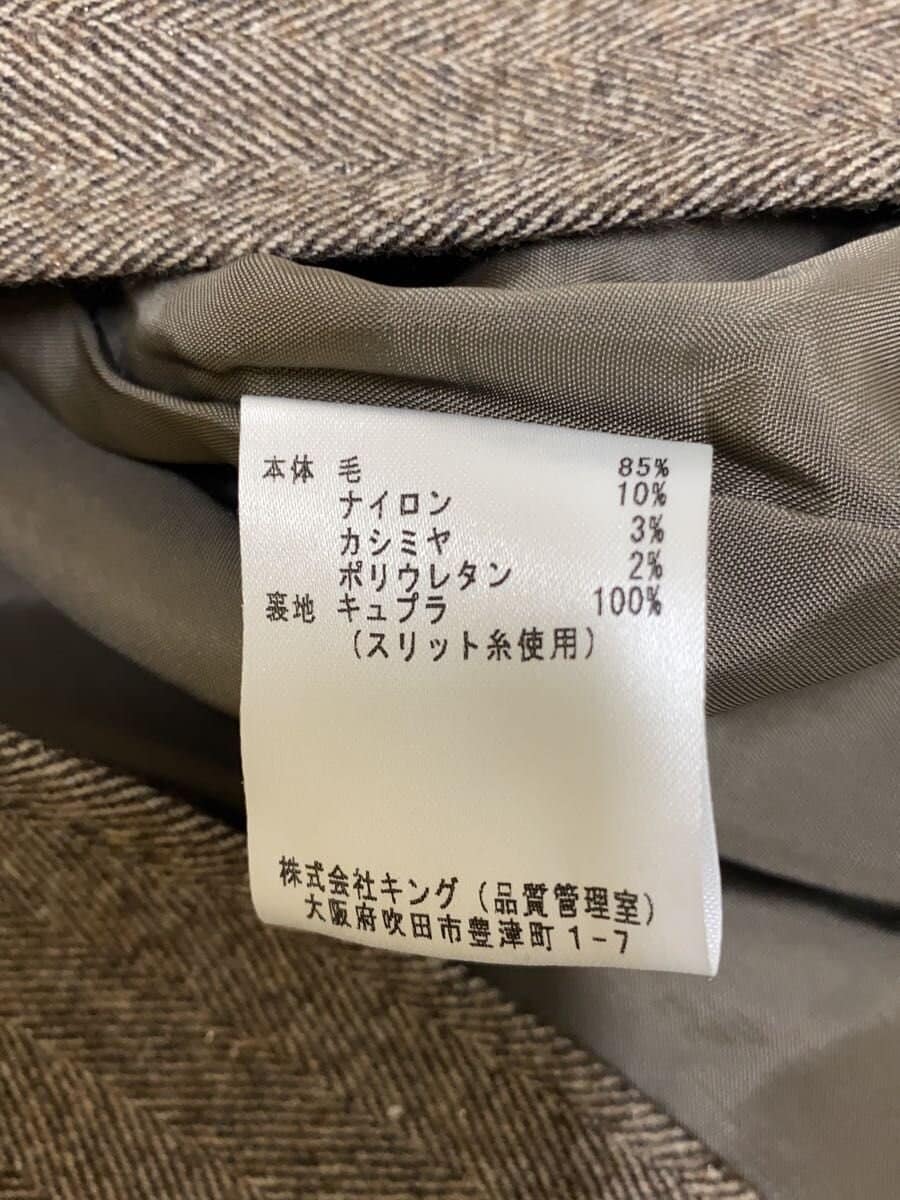 本体 毛 85%
ナイロン 10%
カシミヤ 3%
ポリウレタン 2%
裏地 キュプラ 100%
(スリット糸使用)
株式会社キング(品質管理室)
大阪府吹田市豊津町1-7